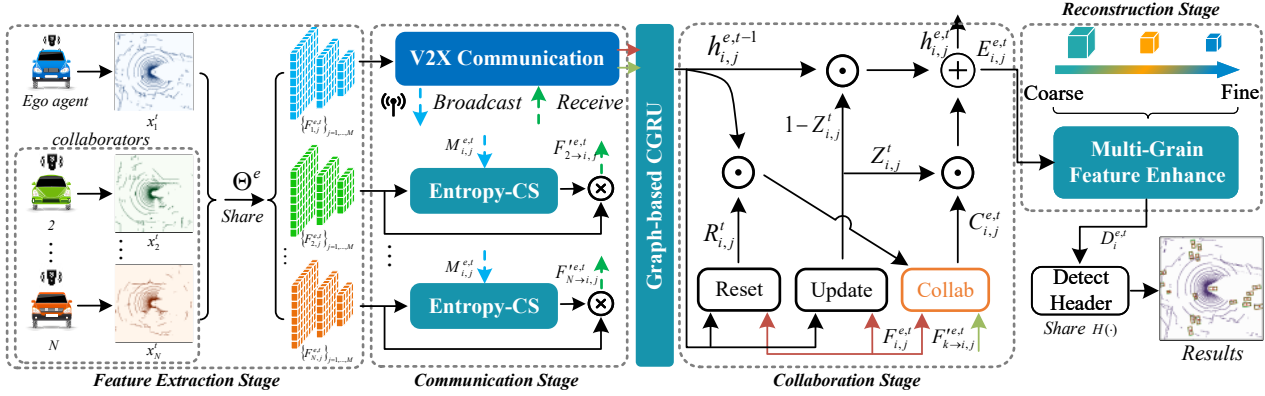 Ego agent
x_1^t
collaborators
2
x_2^t
N
x_N^t
Θ^e
Share
{F_{1,j}^{e,t}}_{j=1,...,M}
{F_{2,j}^{e,t}}_{j=1,...,M}
{F_{N,j}^{e,t}}_{j=1,...,M}
Feature Extraction Stage
V2X Communication
Broadcast
Receive
M_{i,j}^{e,t}
F'^{e,t}_{2→i,j}
Entropy-CS
M_{i,j}^{e,t}
F'^{e,t}_{N→i,j}
Entropy-CS
Communication Stage
Graph-based CGRU
h_{i,j}^{e,t-1}
h_{i,j}^{e,t}
E_{i,j}^{e,t}
1 - Z_{i,j}^t
Z_{i,j}^t
R_{i,j}^t
C_{i,j}^{e,t}
Reset
Update
Collab
F_{i,j}^{e,t}
F'^{e,t}_{k→i,j}
Collaboration Stage
Reconstruction Stage
Coarse
Fine
Multi-Grain
Feature Enhance
D_i^{e,t}
Detect
Header
Share H(·)
Results